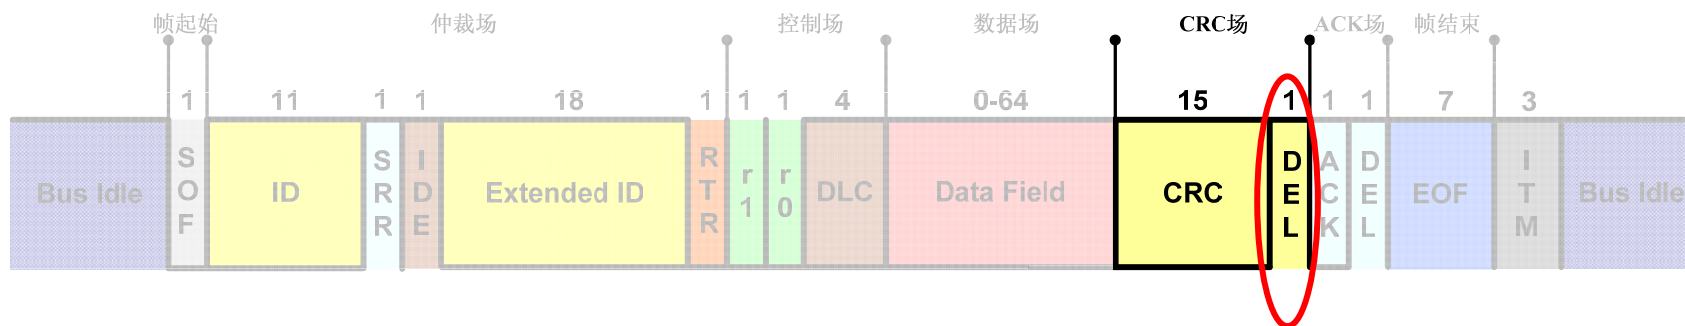 帧起始 仲裁场 控制场 数据场 CRC场 ACK场 帧结束
1 11 1 1 18 1 1 1 4 0-64 15 1 1 1 7 3
Bus Idle SOF ID SRR IDE Extended ID RTR r1 r0 DLC Data Field CRC DEL ACK DEL EOF ITM Bus Idle